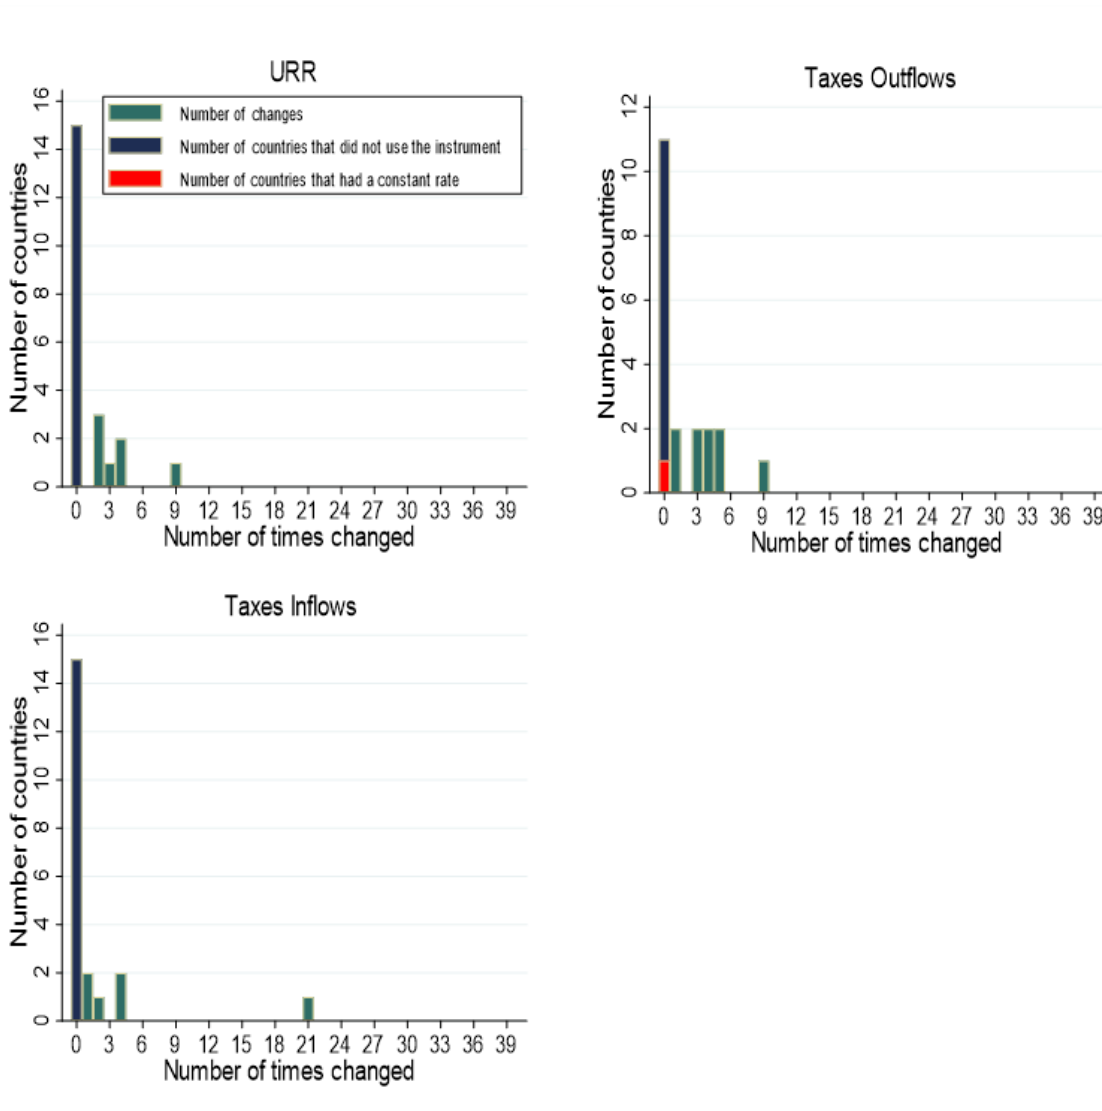 URR
Number of countries
16
14
12
10
8
6
4
2
0
Number of changes
Number of countries that did not use the instrument
Number of countries that had a constant rate
0 3 6 9 12 15 18 21 24 27 30 33 36 39
Number of times changed
Taxes Outflows
Number of countries
12
10
8
6
4
2
0
0 3 6 9 12 15 18 21 24 27 30 33 36 39
Number of times changed
Taxes Inflows
Number of countries
16
14
12
10
8
6
4
2
0
0 3 6 9 12 15 18 21 24 27 30 33 36 39
Number of times changed